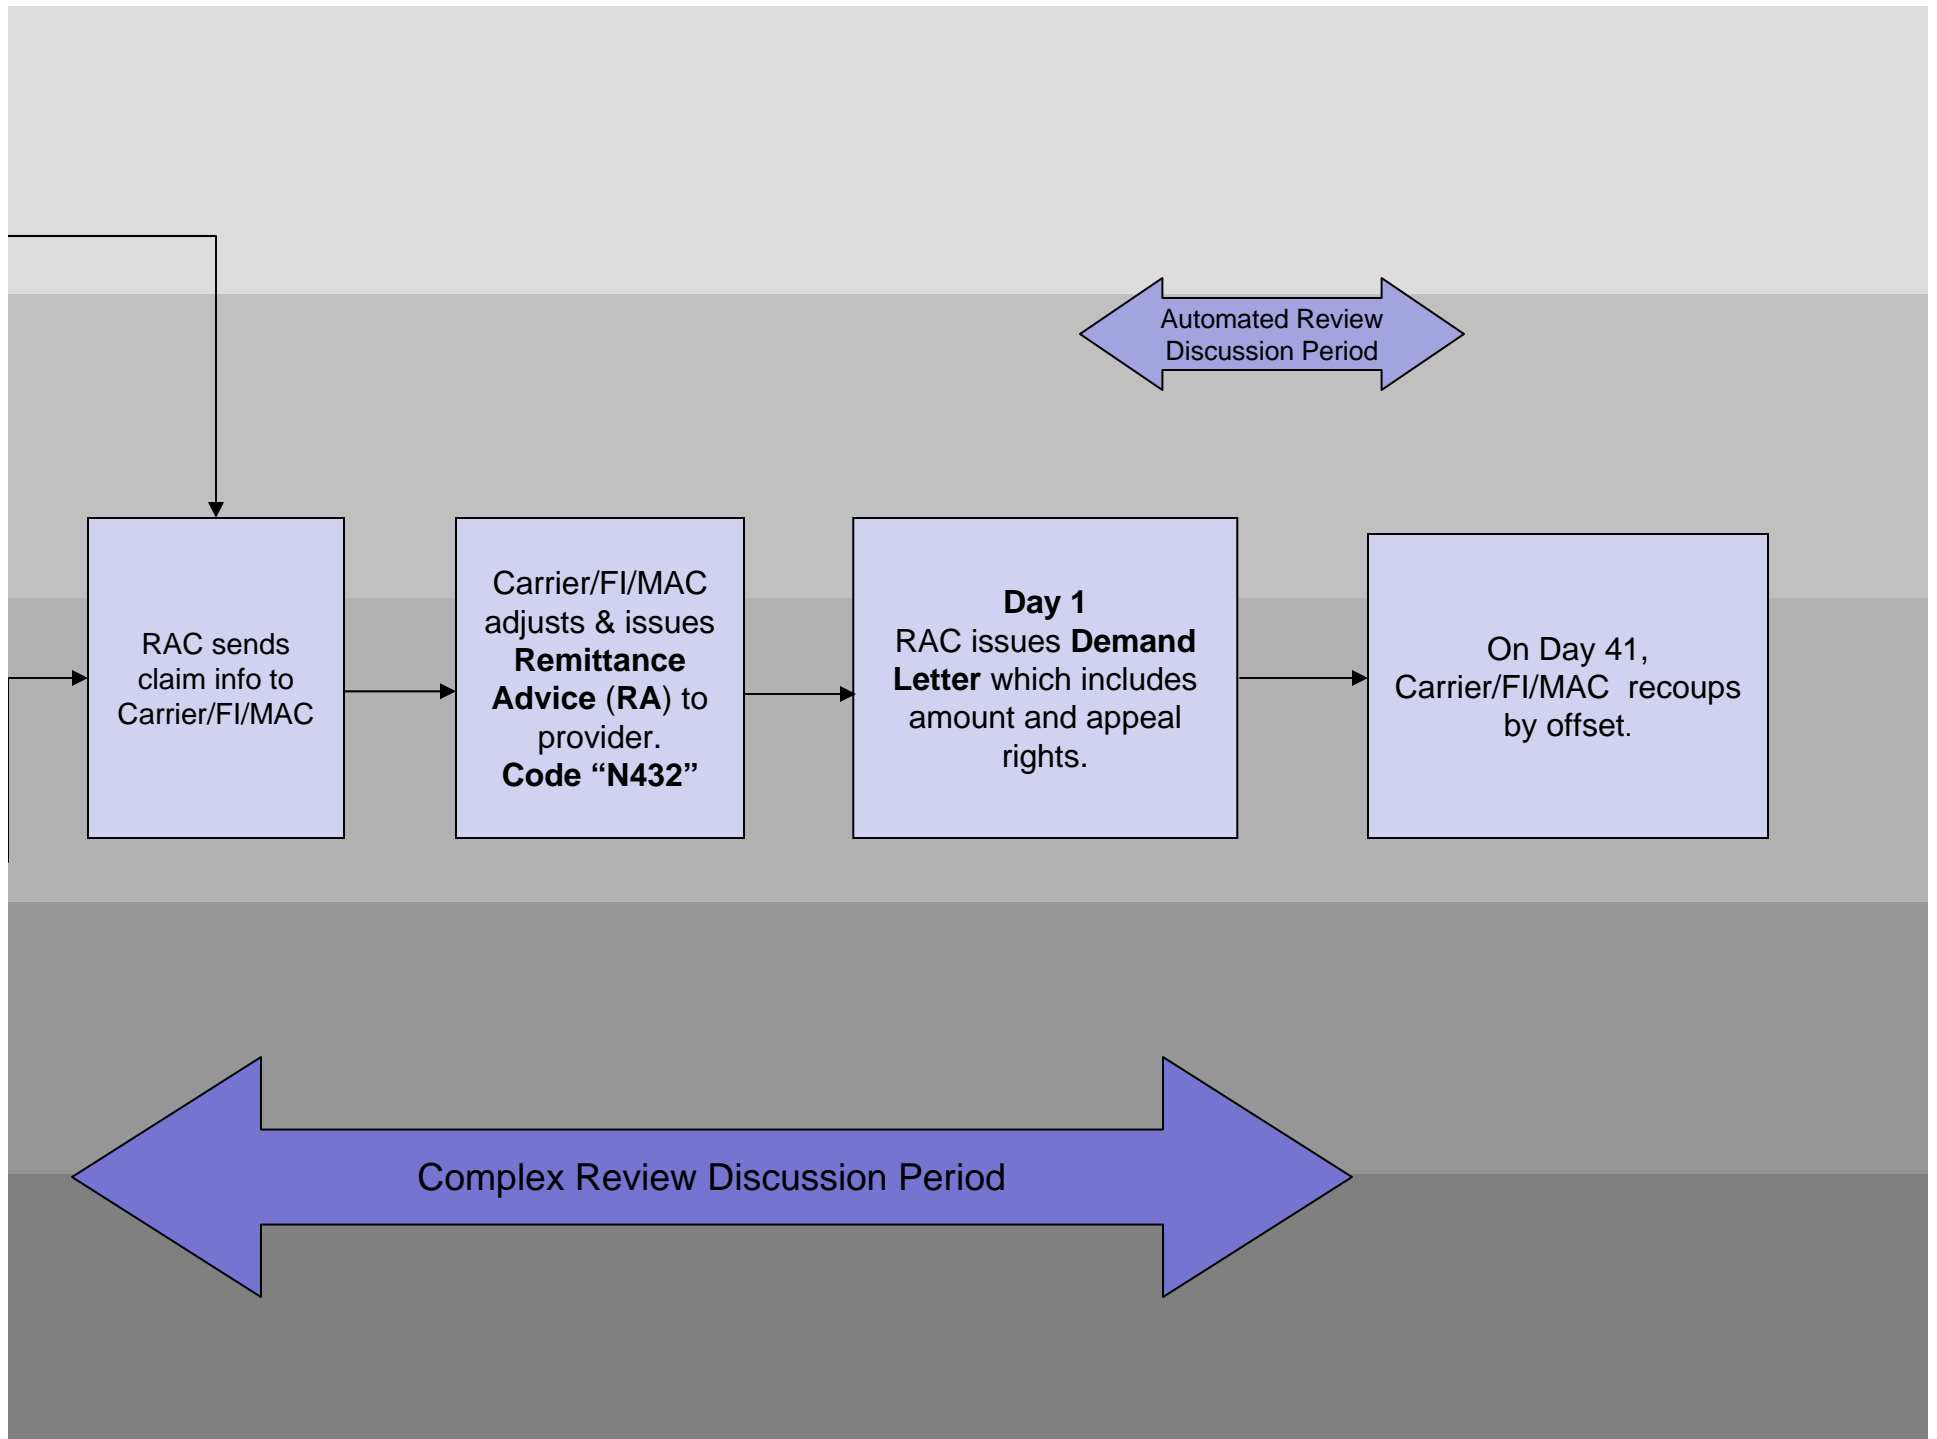 Automated Review
Discussion Period
RAC sends
claim info to
Carrier/FI/MAC
Carrier/FI/MAC
adjusts & issues
Remittance
Advice (RA) to
provider.
Code “N432”
Day 1
RAC issues Demand
Letter which includes
amount and appeal
rights.
On Day 41,
Carrier/FI/MAC  recoups
by offset.
Complex Review Discussion Period